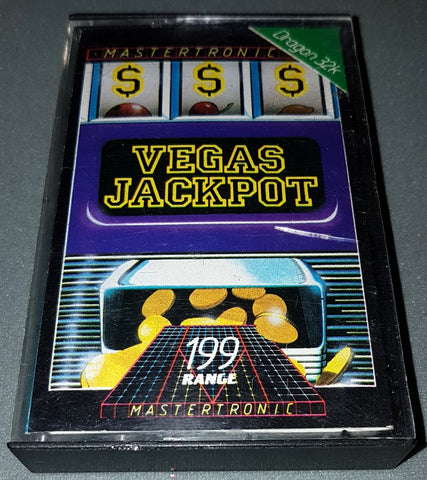 MASTERTRONIC
Dragon 32k
$ $ $
VEGAS
JACKPOT
199
RANGE
MASTERTRONIC